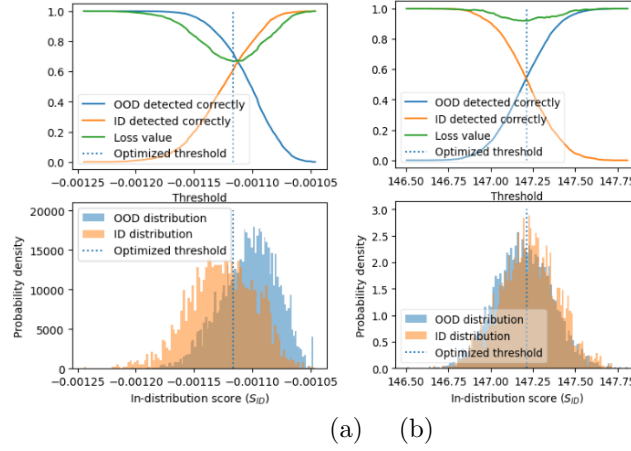 1.0
0.8
0.6
0.4
0.2
0.0
OOD detected correctly
ID detected correctly
Loss value
Optimized threshold
−0.00125 −0.00120 −0.00115 −0.00110 −0.00105
Threshold
20000
15000
10000
5000
0
Probability density
OOD distribution
ID distribution
Optimized threshold
−0.00125 −0.00120 −0.00115 −0.00110 −0.00105
In-distribution score (S_ID)
(a)
1.0
0.8
0.6
0.4
0.2
0.0
OOD detected correctly
ID detected correctly
Loss value
Optimized threshold
146.50 146.75 147.00 147.25 147.50 147.75
Threshold
3.0
2.5
2.0
1.5
1.0
0.5
0.0
Probability density
OOD distribution
ID distribution
Optimized threshold
146.50 146.75 147.00 147.25 147.50 147.75
In-distribution score (S_ID)
(b)